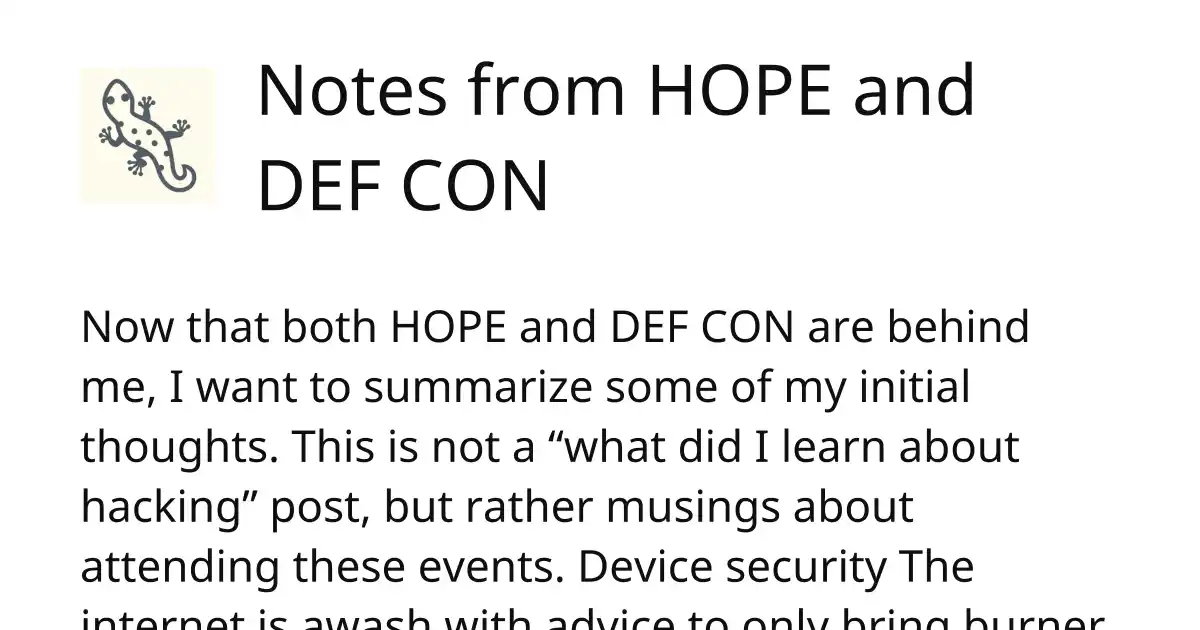 Notes from HOPE and
DEF CON
Now that both HOPE and DEF CON are behind
me, I want to summarize some of my initial
thoughts. This is not a “what did I learn about
hacking” post, but rather musings about
attending these events. Device security The
internet is awash with advice to only bring burner